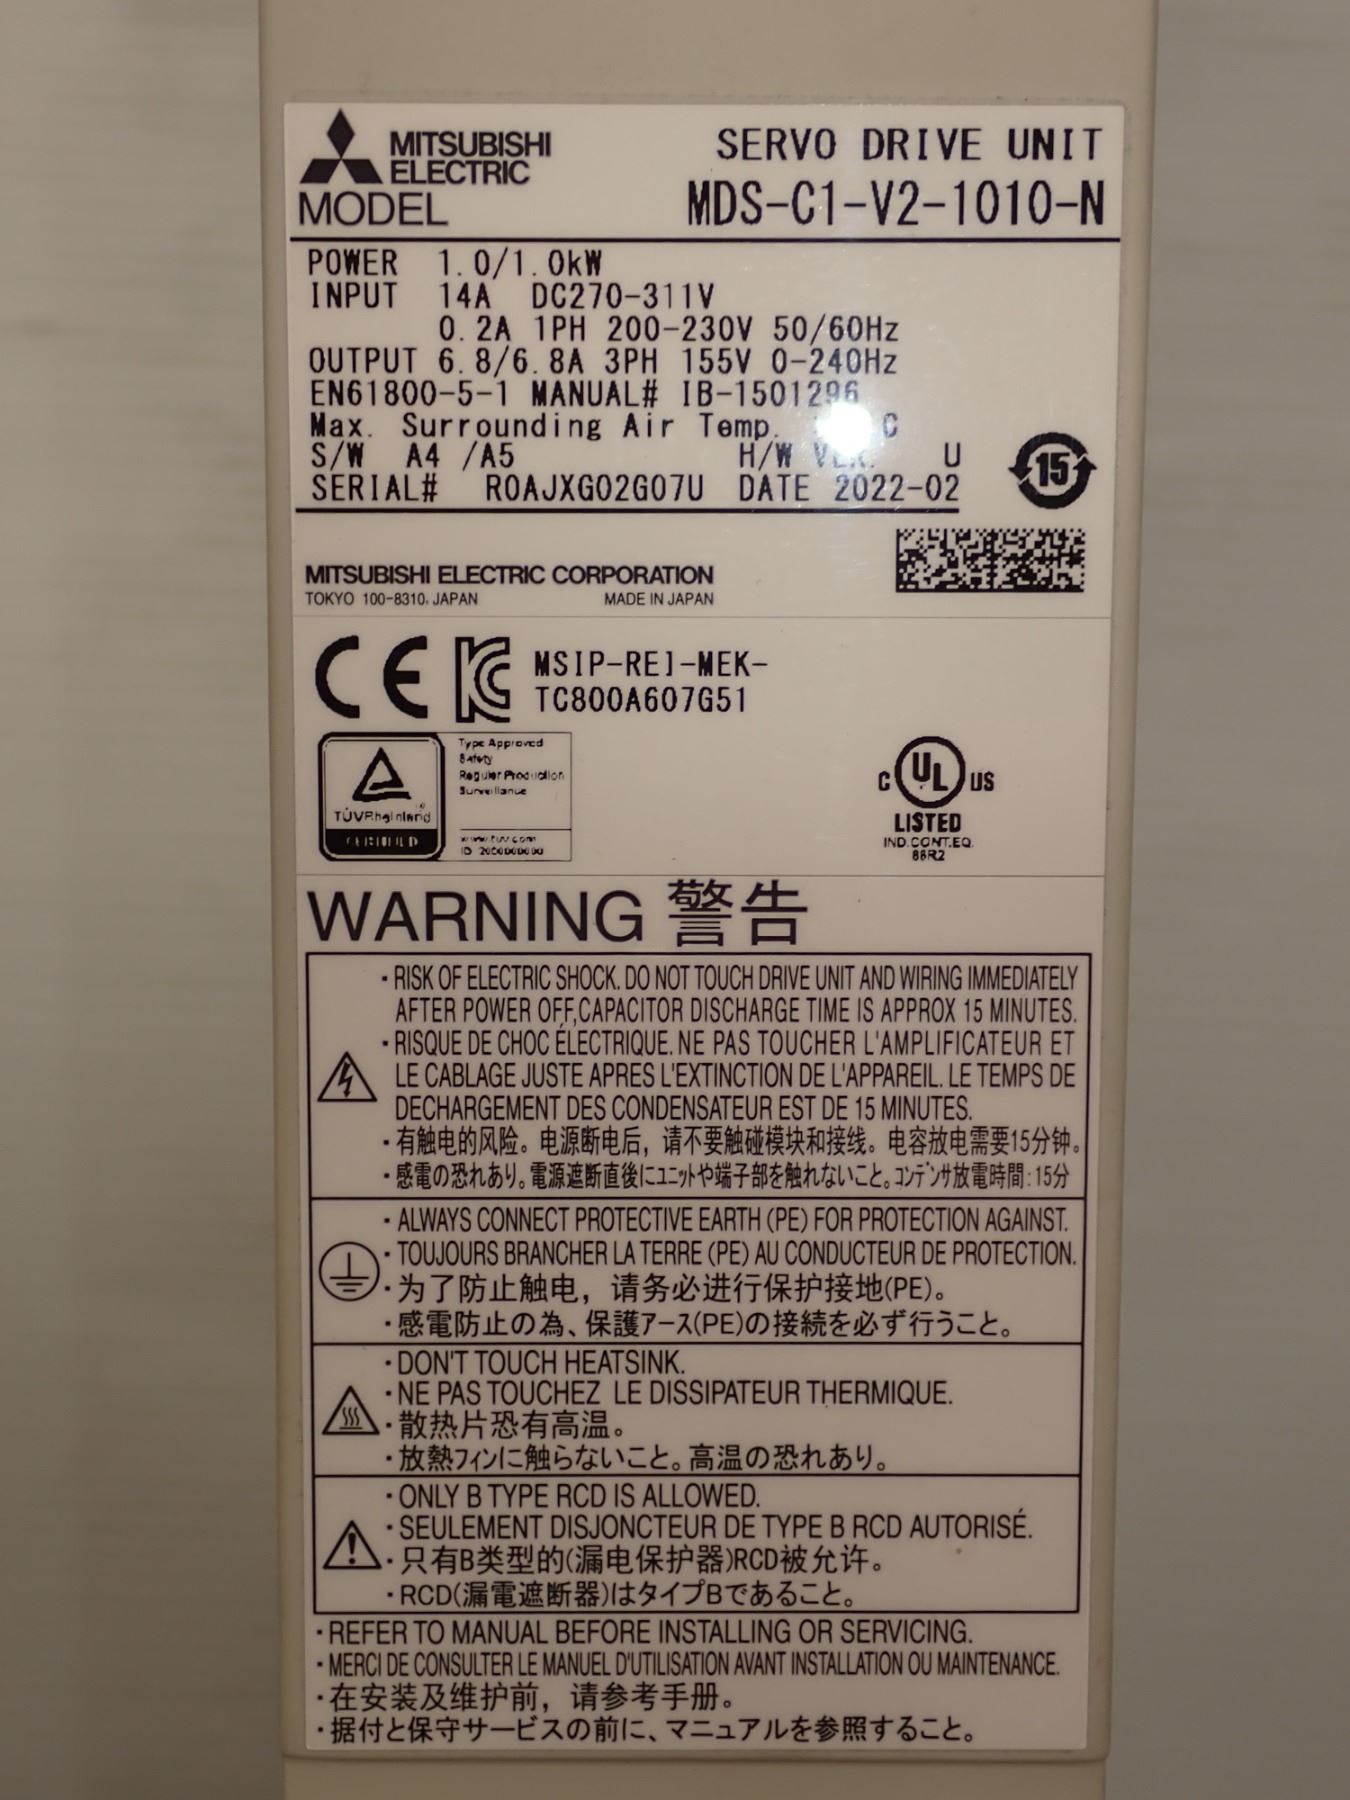 MITSUBISHI
ELECTRIC
SERVO DRIVE UNIT
MODEL MDS-C1-V2-1010-N
POWER 1.0/1.0kW
INPUT 14A DC270-311V
0.2A 1PH 200-230V 50/60Hz
OUTPUT 6.8/6.8A 3PH 155V 0-240Hz
EN61800-5-1 MANUAL# IB-1501296
Max. Surrounding Air Temp. C
S/W A4 /A5 H/W VER. U
SERIAL# R0AJXG02G07U DATE 2022-02
15
MITSUBISHI ELECTRIC CORPORATION
TOKYO 100-8310, JAPAN MADE IN JAPAN
CE KC MSIP-REI-MEK-
TC800A607G51
Type Approved
Safety
Regular Production
Surveillance
TÜVRheinland
CERTIFIED
www.tuv.com
ID
C UL US
LISTED
IND.CONT.EQ.
88R2
WARNING 警告
・RISK OF ELECTRIC SHOCK. DO NOT TOUCH DRIVE UNIT AND WIRING IMMEDIATELY
AFTER POWER OFF,CAPACITOR DISCHARGE TIME IS APPROX 15 MINUTES.
・RISQUE DE CHOC ÉLECTRIQUE. NE PAS TOUCHER L'AMPLIFICATEUR ET
LE CABLAGE JUSTE APRES L'EXTINCTION DE L'APPAREIL. LE TEMPS DE
DECHARGEMENT DES CONDENSATEUR EST DE 15 MINUTES.
・有触电的风险。电源断电后，请不要触碰模块和接线。电容放电需要15分钟。
・感電の恐れあり。電源遮断直後にユニットや端子部を触れないこと。コンデンサ放電時間:15分
・ALWAYS CONNECT PROTECTIVE EARTH (PE) FOR PROTECTION AGAINST.
・TOUJOURS BRANCHER LA TERRE (PE) AU CONDUCTEUR DE PROTECTION.
・为了防止触电，请务必进行保护接地(PE)。
・感電防止の為、保護アース(PE)の接続を必ず行うこと。
・DON'T TOUCH HEATSINK.
・NE PAS TOUCHEZ LE DISSIPATEUR THERMIQUE.
・散热片恐有高温。
・放熱フィンに触らないこと。高温の恐れあり。
・ONLY B TYPE RCD IS ALLOWED.
・SEULEMENT DISJONCTEUR DE TYPE B RCD AUTORISÉ.
・只有B类型的(漏电保护器)RCD被允许。
・RCD(漏電遮断器)はタイプBであること。
・REFER TO MANUAL BEFORE INSTALLING OR SERVICING.
・MERCI DE CONSULTER LE MANUEL D'UTILISATION AVANT INSTALLATION OU MAINTENANCE.
・在安装及维护前，请参考手册。
・据付と保守サービスの前に、マニュアルを参照すること。